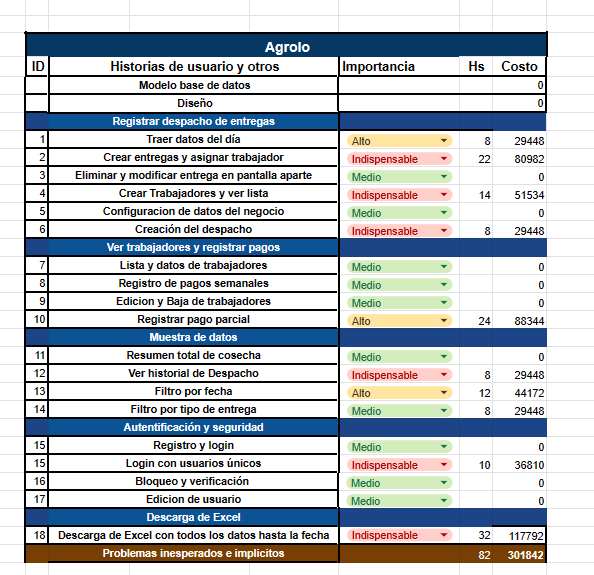 Agrolo
ID Historias de usuario y otros Importancia Hs Costo
Modelo base de datos 0
Diseño 0
Registrar despacho de entregas
1 Traer datos del día Alto 8 29448
2 Crear entregas y asignar trabajador Indispensable 22 80982
3 Eliminar y modificar entrega en pantalla aparte Medio 0
4 Crear Trabajadores y ver lista Indispensable 14 51534
5 Configuracion de datos del negocio Medio 0
6 Creación del despacho Indispensable 8 29448
Ver trabajadores y registrar pagos
7 Lista y datos de trabajadores Medio 0
8 Registro de pagos semanales Medio 0
9 Edicion y Baja de trabajadores Medio 0
10 Registrar pago parcial Alto 24 88344
Muestra de datos
11 Resumen total de cosecha Medio 0
12 Ver historial de Despacho Indispensable 8 29448
13 Filtro por fecha Alto 12 44172
14 Filtro por tipo de entrega Medio 8 29448
Autentificación y seguridad
15 Registro y login Medio 0
15 Login con usuarios únicos Indispensable 10 36810
16 Bloqueo y verificación Medio 0
17 Edicion de usuario Medio 0
Descarga de Excel
18 Descarga de Excel con todos los datos hasta la fecha Indispensable 32 117792
Problemas inesperados e implicitos 82 301842